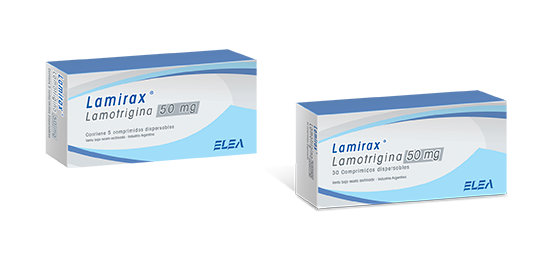 Lamirax®
Lamotrigina 50 mg
Contiene 5 comprimidos dispersables
Venta bajo receta archivada - Industria Argentina
ELEA
Lamirax®
Lamotrigina 50 mg
30 Comprimidos dispersables
Venta bajo receta archivada - Industria Argentina
ELEA